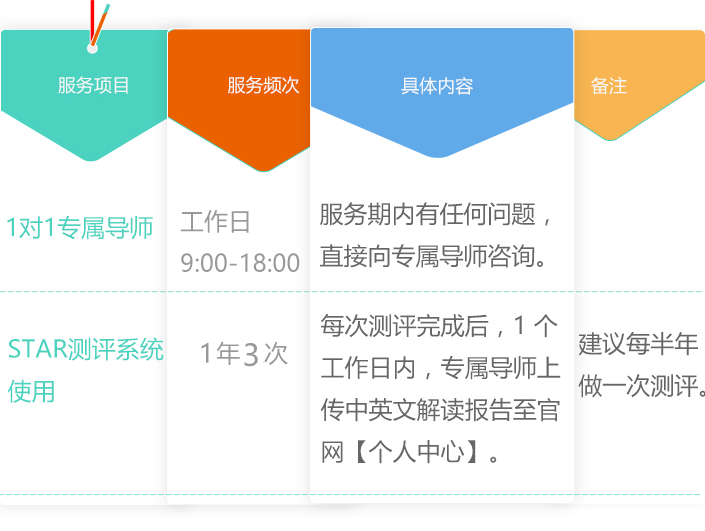 服务项目
服务频次
具体内容
备注
1对1专属导师
工作日
9:00-18:00
服务期内有任何问题，
直接向专属导师咨询。
STAR测评系统
使用
1年3次
每次测评完成后，1 个
工作日内，专属导师上
传中英文解读报告至官
网【个人中心】。
建议每半年
做一次测评。